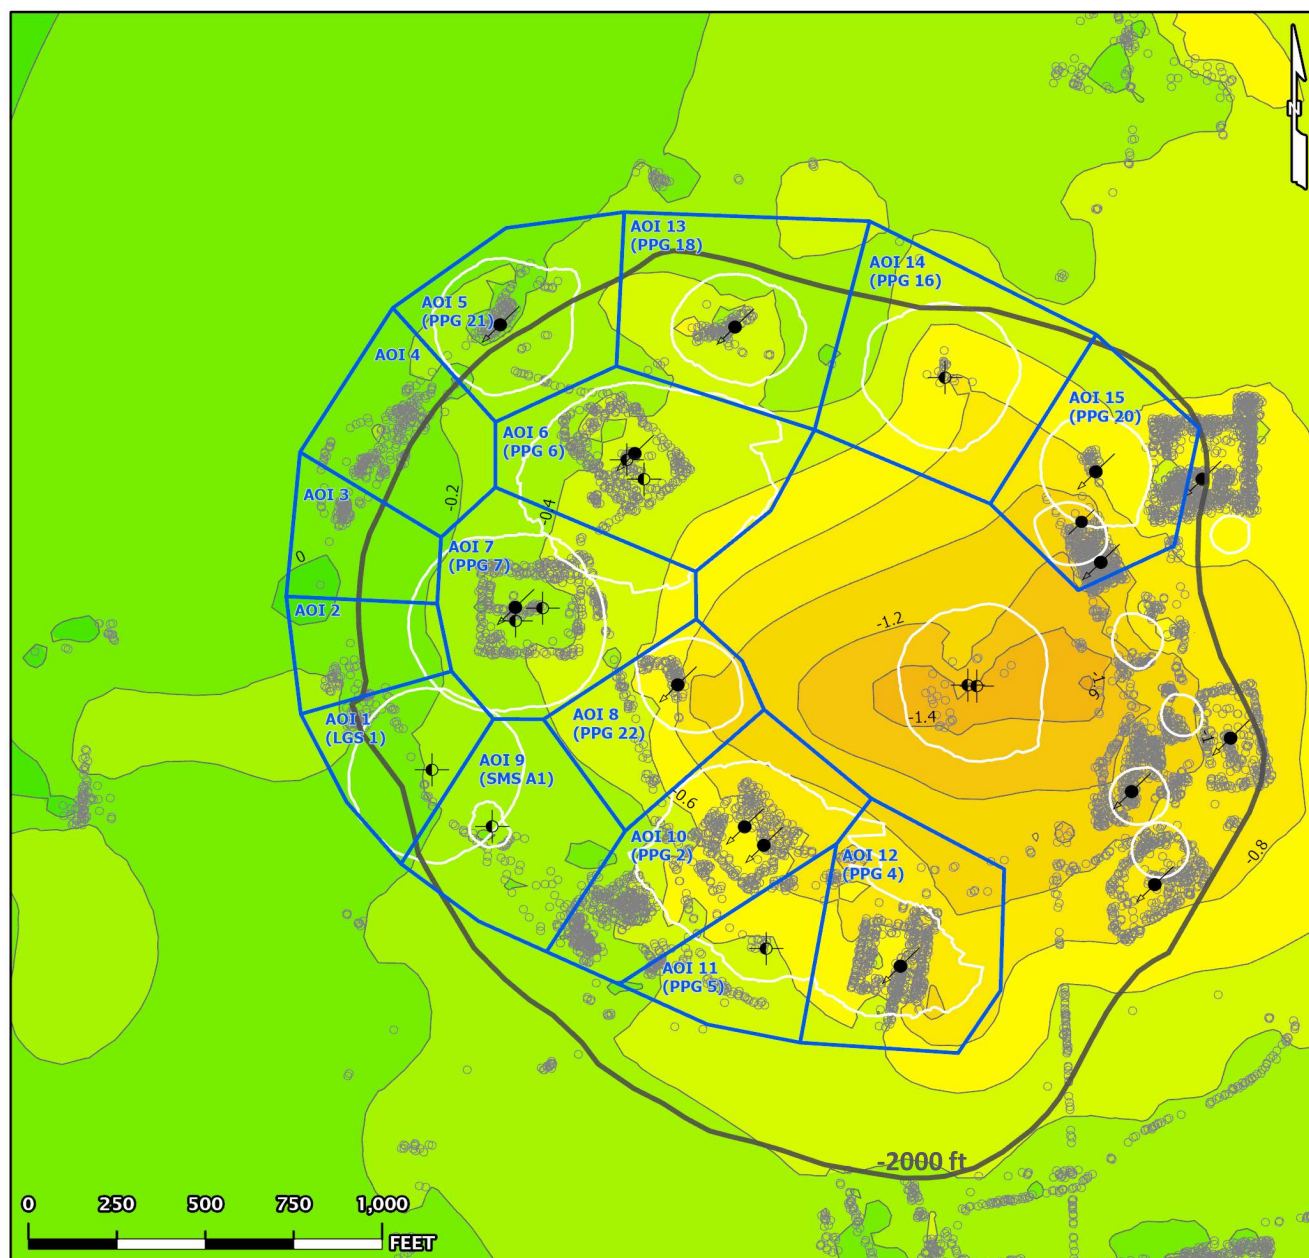 N
AOI 13
(PPG 18)
AOI 14
(PPG 16)
AOI 5
(PPG 21)
AOI 4
AOI 15
(PPG 20)
AOI 6
(PPG 6)
AOI 3
-0.2
-0.4
AOI 7
(PPG 7)
0
AOI 2
-1.2
-1.6
-1.4
AOI 1
(LGS 1)
AOI 8
(PPG 22)
-1
AOI 9
(SMS A1)
-0.6
AOI 10
(PPG 2)
AOI 12
(PPG 4)
-0.8
AOI 11
(PPG 5)
-2000 ft
0 250 500 750 1,000
FEET